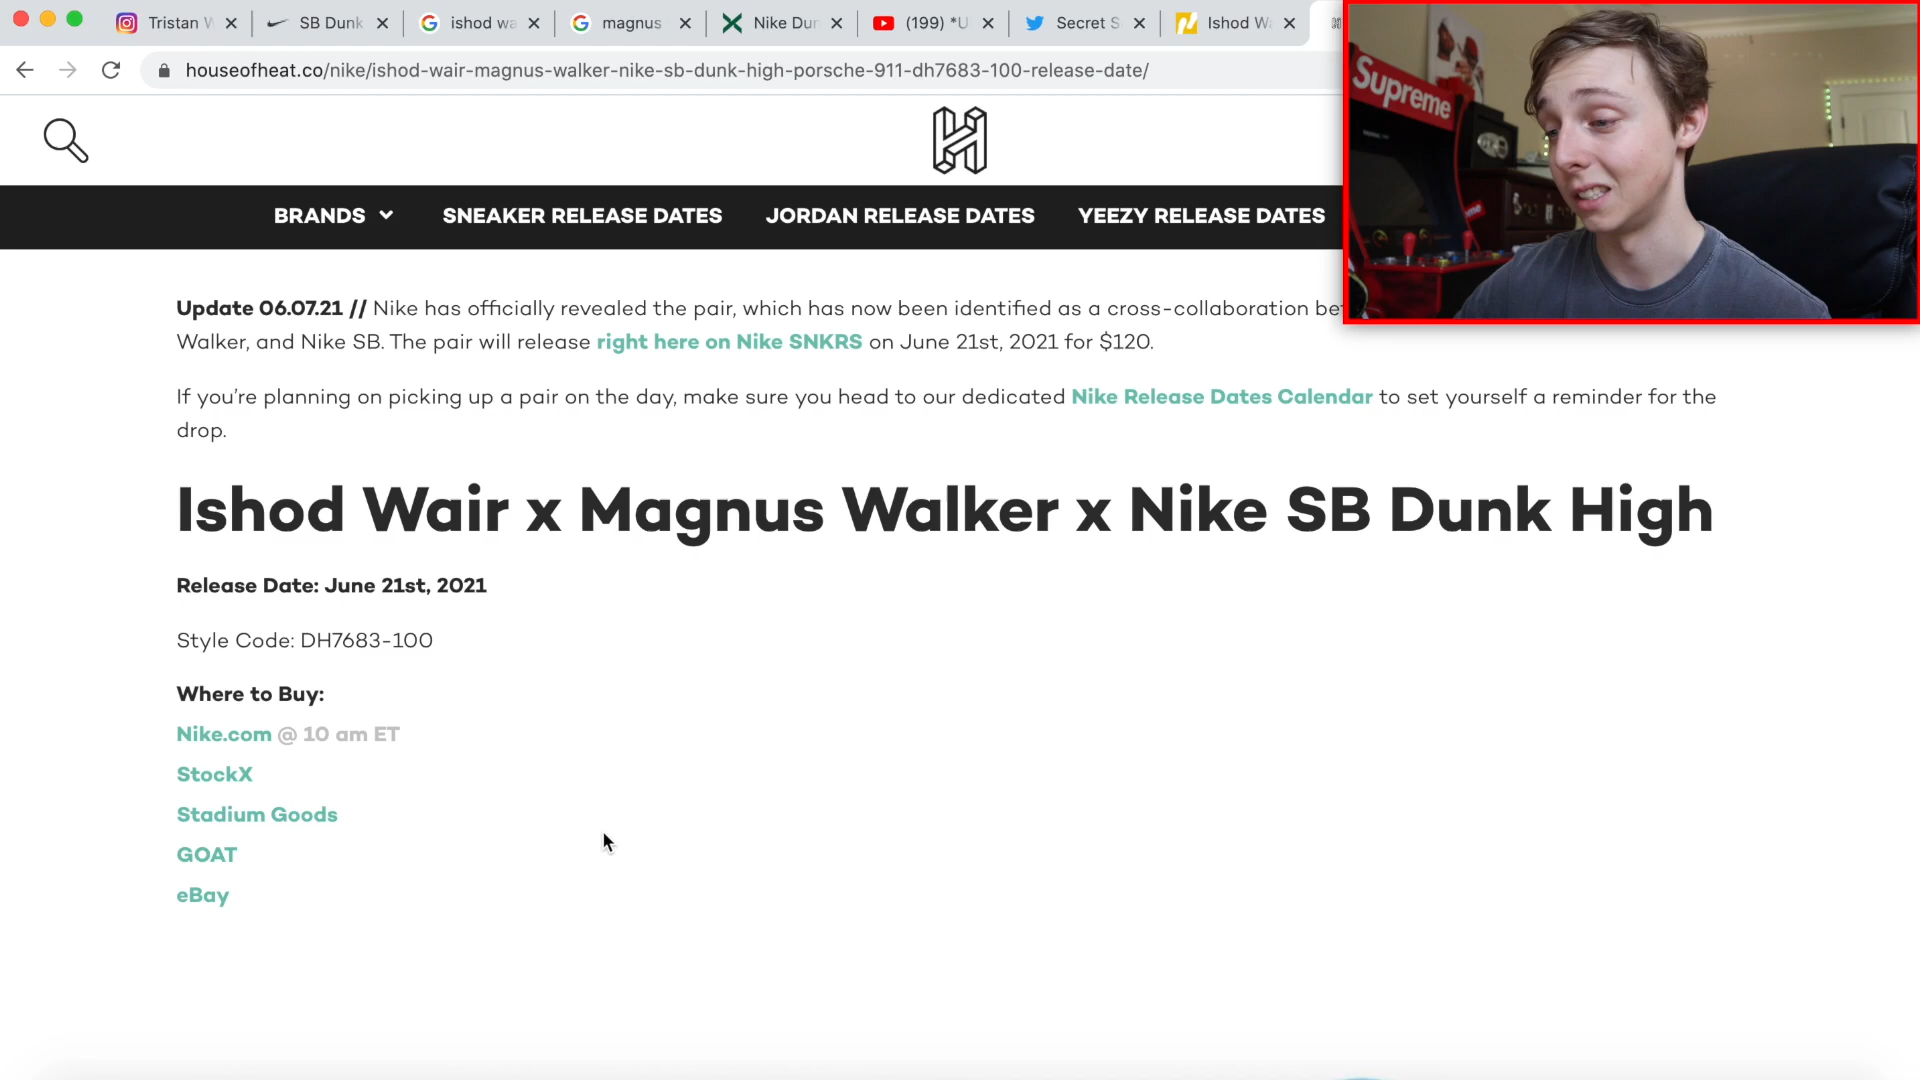 Tristan W
SB Dunk
ishod wa
magnus
Nike Dun
(199) *U
Secret S
Ishod Wa
houseofheat.co/nike/ishod-wair-magnus-walker-nike-sb-dunk-high-porsche-911-dh7683-100-release-date/
Supreme
BRANDS
SNEAKER RELEASE DATES
JORDAN RELEASE DATES
YEEZY RELEASE DATES
Update 06.07.21 // Nike has officially revealed the pair, which has now been identified as a cross-collaboration be
Walker, and Nike SB. The pair will release right here on Nike SNKRS on June 21st, 2021 for $120.
If you're planning on picking up a pair on the day, make sure you head to our dedicated Nike Release Dates Calendar to set yourself a reminder for the
drop.
Ishod Wair x Magnus Walker x Nike SB Dunk High
Release Date: June 21st, 2021
Style Code: DH7683-100
Where to Buy:
Nike.com @ 10 am ET
StockX
Stadium Goods
GOAT
eBay